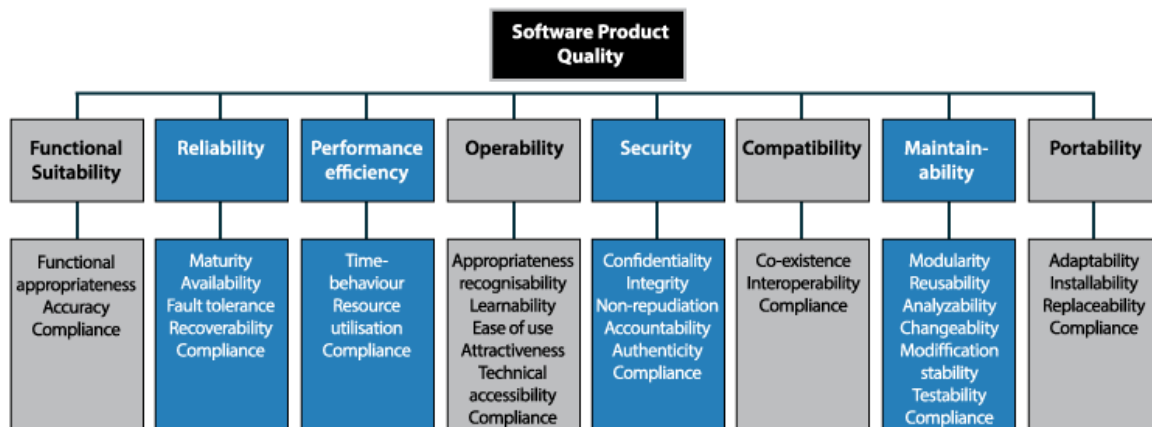 Software Product
Quality
Functional
Suitability
Reliability
Performance
efficiency
Operability
Security
Compatibility
Maintain-
ability
Portability
Functional
appropriateness
Accuracy
Compliance
Maturity
Availability
Fault tolerance
Recoverability
Compliance
Time-
behaviour
Resource
utilisation
Compliance
Appropriateness
recognisability
Learnability
Ease of use
Attractiveness
Technical
accessibility
Compliance
Confidentiality
Integrity
Non-repudiation
Accountability
Authenticity
Compliance
Co-existence
Interoperability
Compliance
Modularity
Reusability
Analyzability
Changeablity
Modiffication
stability
Testability
Compliance
Adaptability
Installability
Replaceability
Compliance